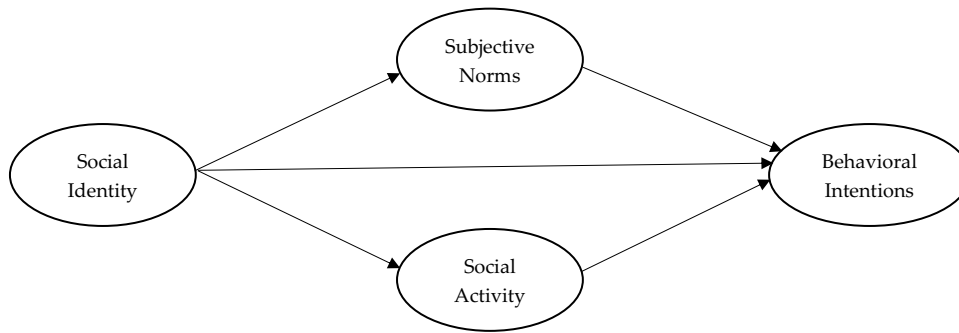 Subjective
Norms
Social
Identity
Behavioral
Intentions
Social
Activity